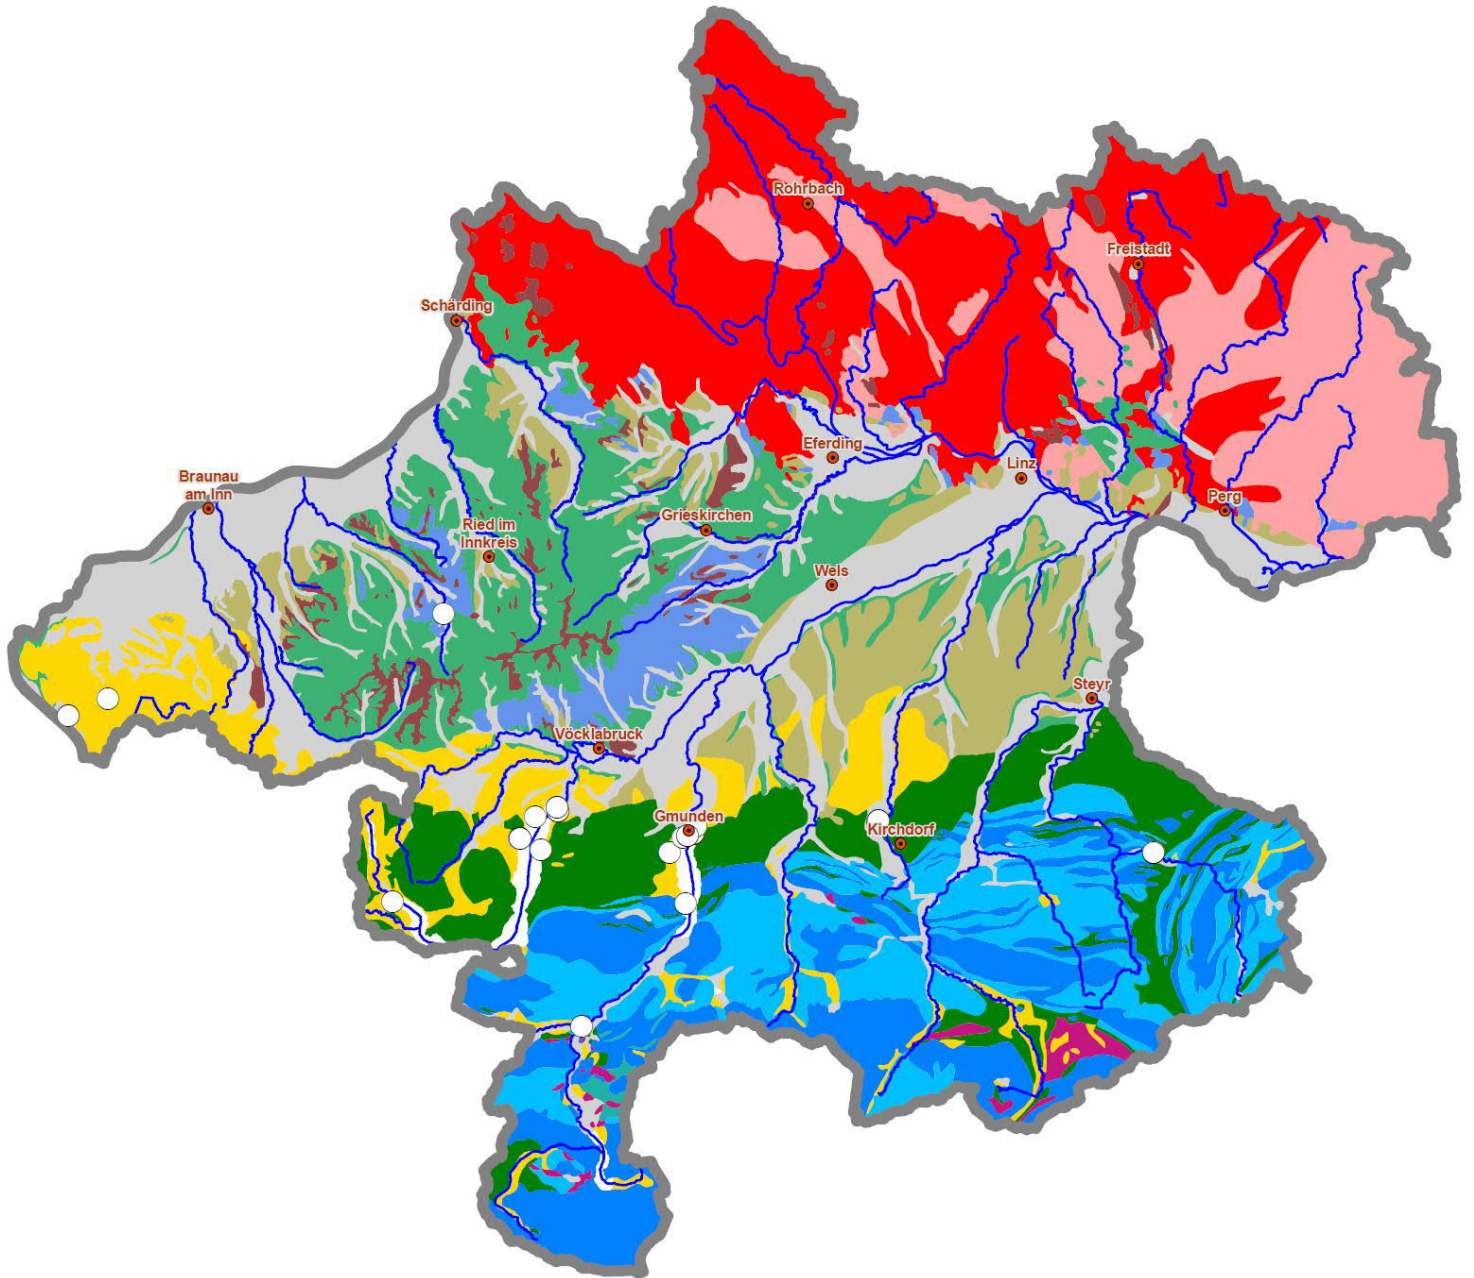 Rohrbach
Freistadt
Schärding
Eferding
Linz
Braunau
am Inn
Perg
Grieskirchen
Ried im
Innkreis
Wels
Steyr
Vöcklabruck
Gmunden
Kirchdorf